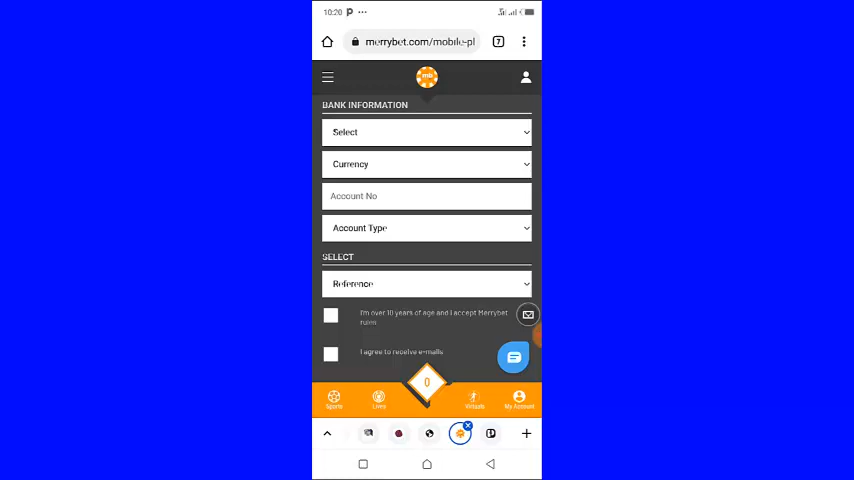 10:20 P
merrybet.com/mobile-pl
7
mb
BANK INFORMATION
Select
Currency
Account No
Account Type
SELECT
Reference
I'm over 18 years of age and I accept Merrybet
rules
I agree to receive e-mails
0
Sports
Live
Virtuals
My Account